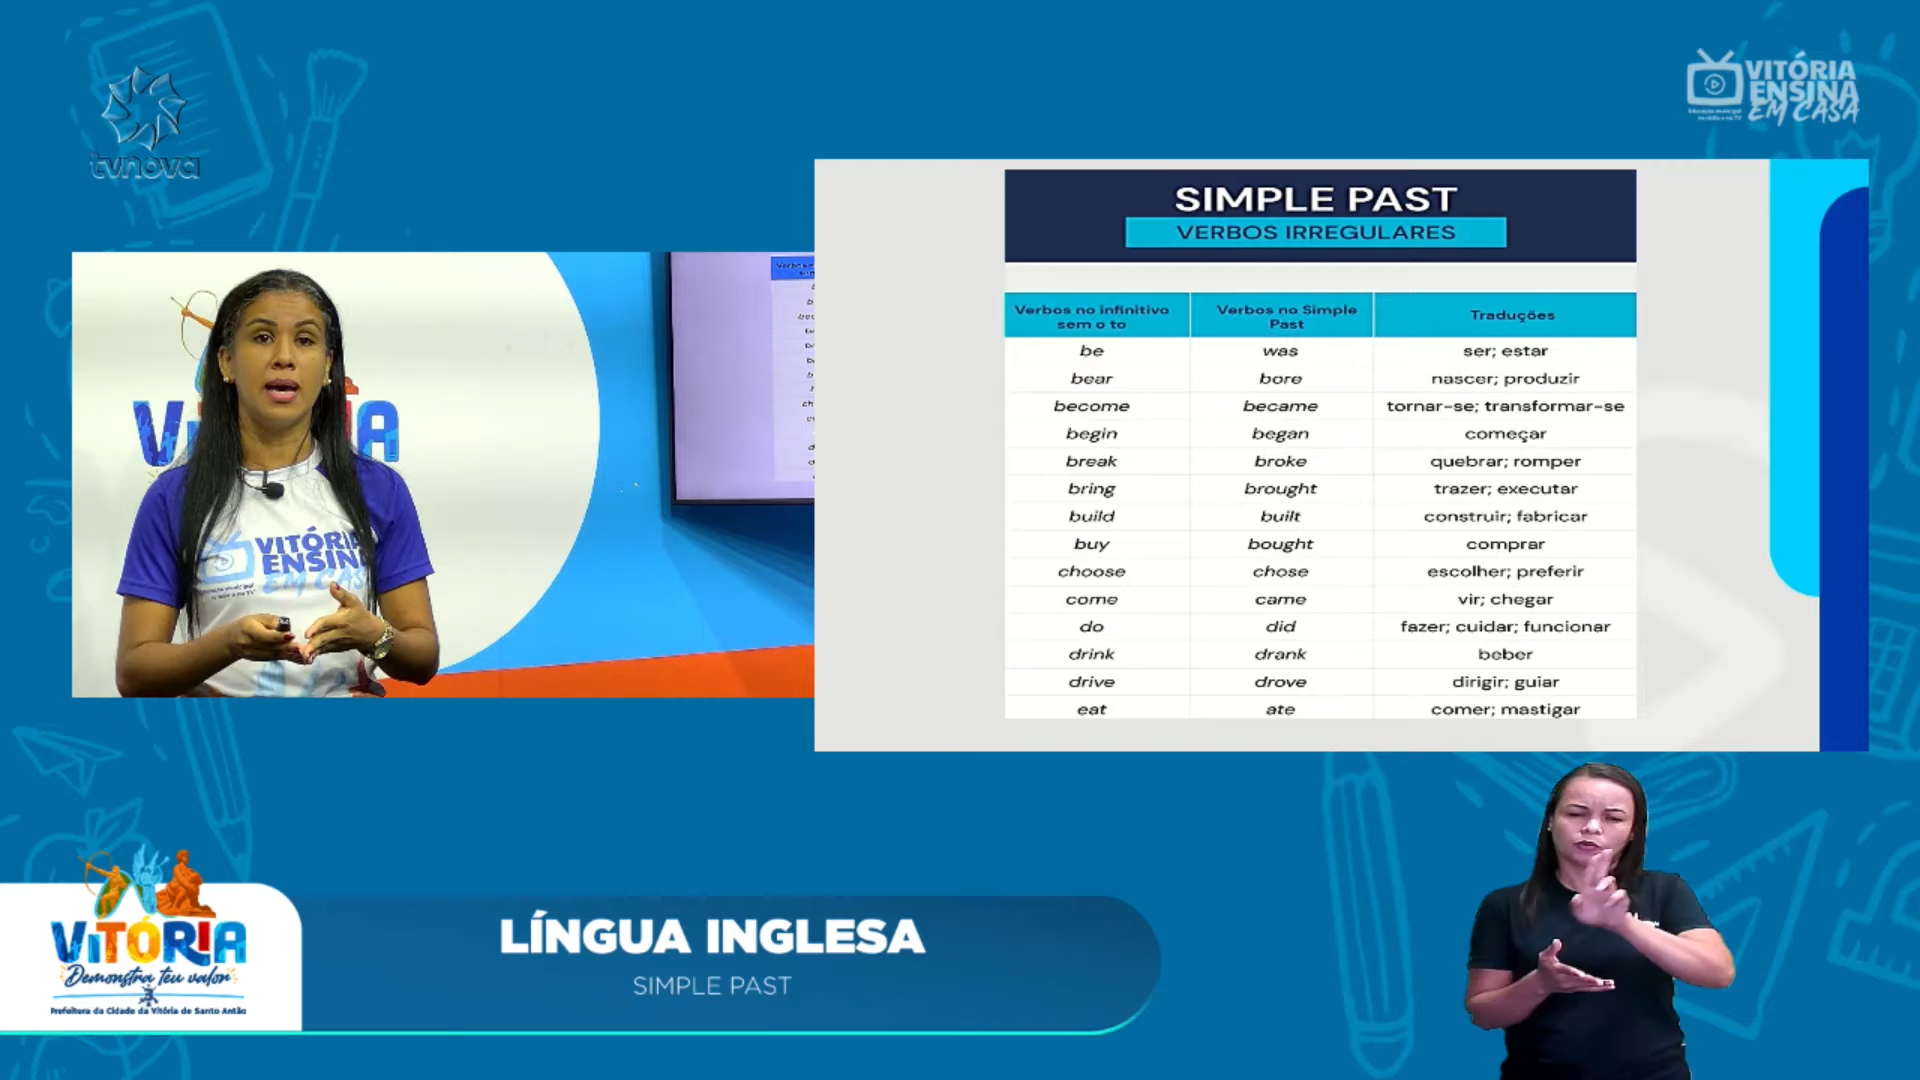 tvnova
VITÓRIA
ENSINA
EM CASA
SIMPLE PAST
VERBOS IRREGULARES
Verbos no infinitivo sem o to | Verbos no Simple Past | Traduções
be was ser; estar
bear bore nascer; produzir
become became tornar-se; transformar-se
begin began começar
break broke quebrar; romper
bring brought trazer; executar
build built construir; fabricar
buy bought comprar
choose chose escolher; preferir
come came vir; chegar
do did fazer; cuidar; funcionar
drink drank beber
drive drove dirigir; guiar
eat ate comer; mastigar
VITÓRIA
ENSINA
EM CASA
VITÓRIA
Demonstra teu valor
Prefeitura da Cidade da Vitória de Santo Antão
LÍNGUA INGLESA
SIMPLE PAST